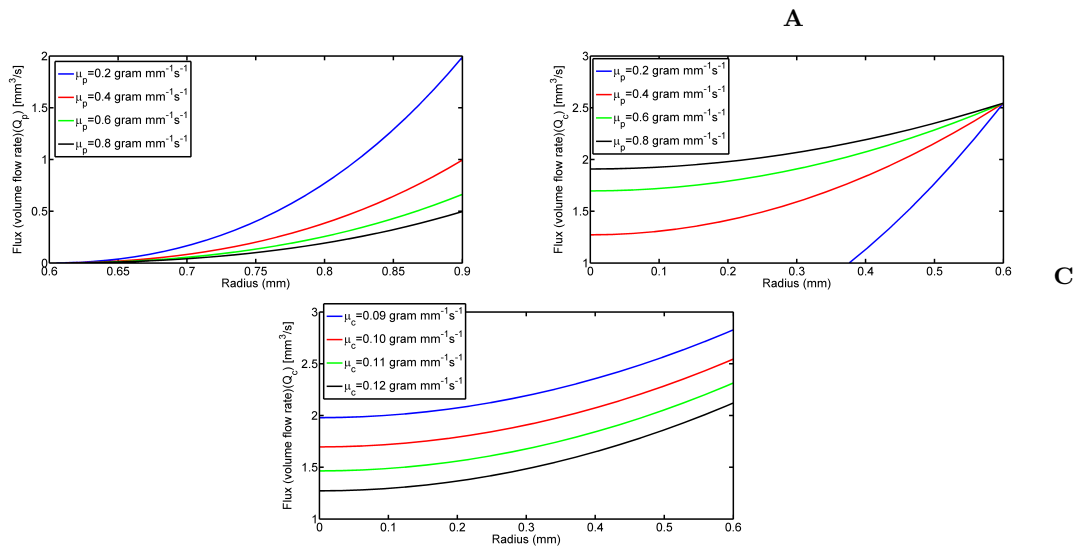 A
Flux (volume flow rate)(Q_p) [mm³/s]
2
1.5
1
0.5
0
μ_p=0.2 gram mm⁻¹s⁻¹
μ_p=0.4 gram mm⁻¹s⁻¹
μ_p=0.6 gram mm⁻¹s⁻¹
μ_p=0.8 gram mm⁻¹s⁻¹
0.6 0.65 0.7 0.75 0.8 0.85 0.9
Radius (mm)
Flux (volume flow rate)(Q_c) [mm³/s]
3
2.5
2
1.5
1
μ_p=0.2 gram mm⁻¹s⁻¹
μ_p=0.4 gram mm⁻¹s⁻¹
μ_p=0.6 gram mm⁻¹s⁻¹
μ_p=0.8 gram mm⁻¹s⁻¹
0 0.1 0.2 0.3 0.4 0.5 0.6
Radius (mm)
C
Flux (volume flow rate)(Q_c) [mm³/s]
3
2.5
2
1.5
1
μ_c=0.09 gram mm⁻¹s⁻¹
μ_c=0.10 gram mm⁻¹s⁻¹
μ_c=0.11 gram mm⁻¹s⁻¹
μ_c=0.12 gram mm⁻¹s⁻¹
0 0.1 0.2 0.3 0.4 0.5 0.6
Radius (mm)